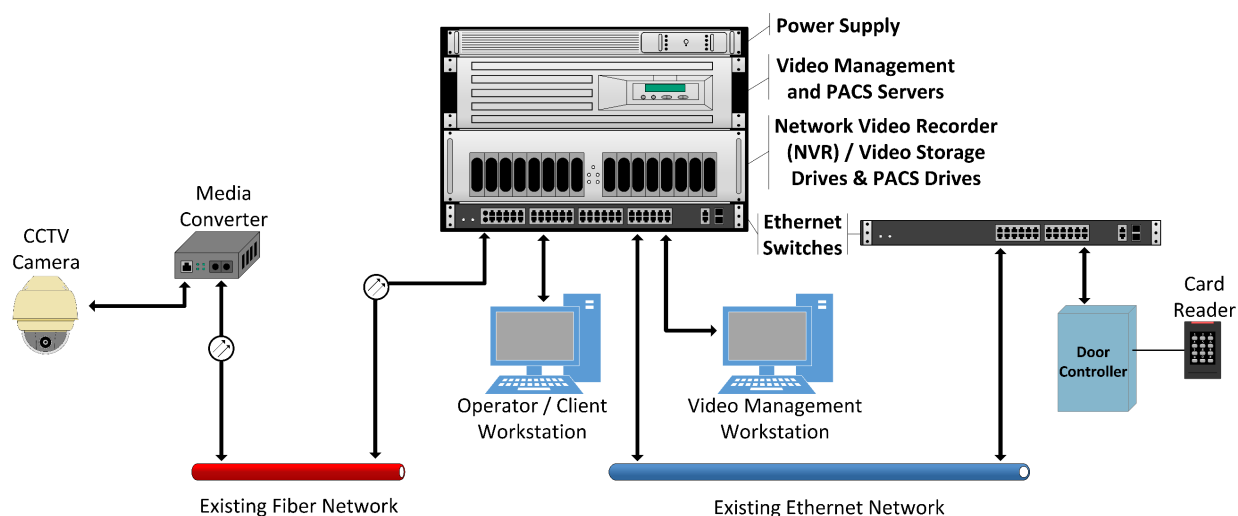 Power Supply
Video Management
and PACS Servers
Network Video Recorder
(NVR) / Video Storage
Drives & PACS Drives
Ethernet
Switches
Media
Converter
CCTV
Camera
Card
Reader
Door
Controller
Operator / Client
Workstation
Video Management
Workstation
Existing Fiber Network
Existing Ethernet Network